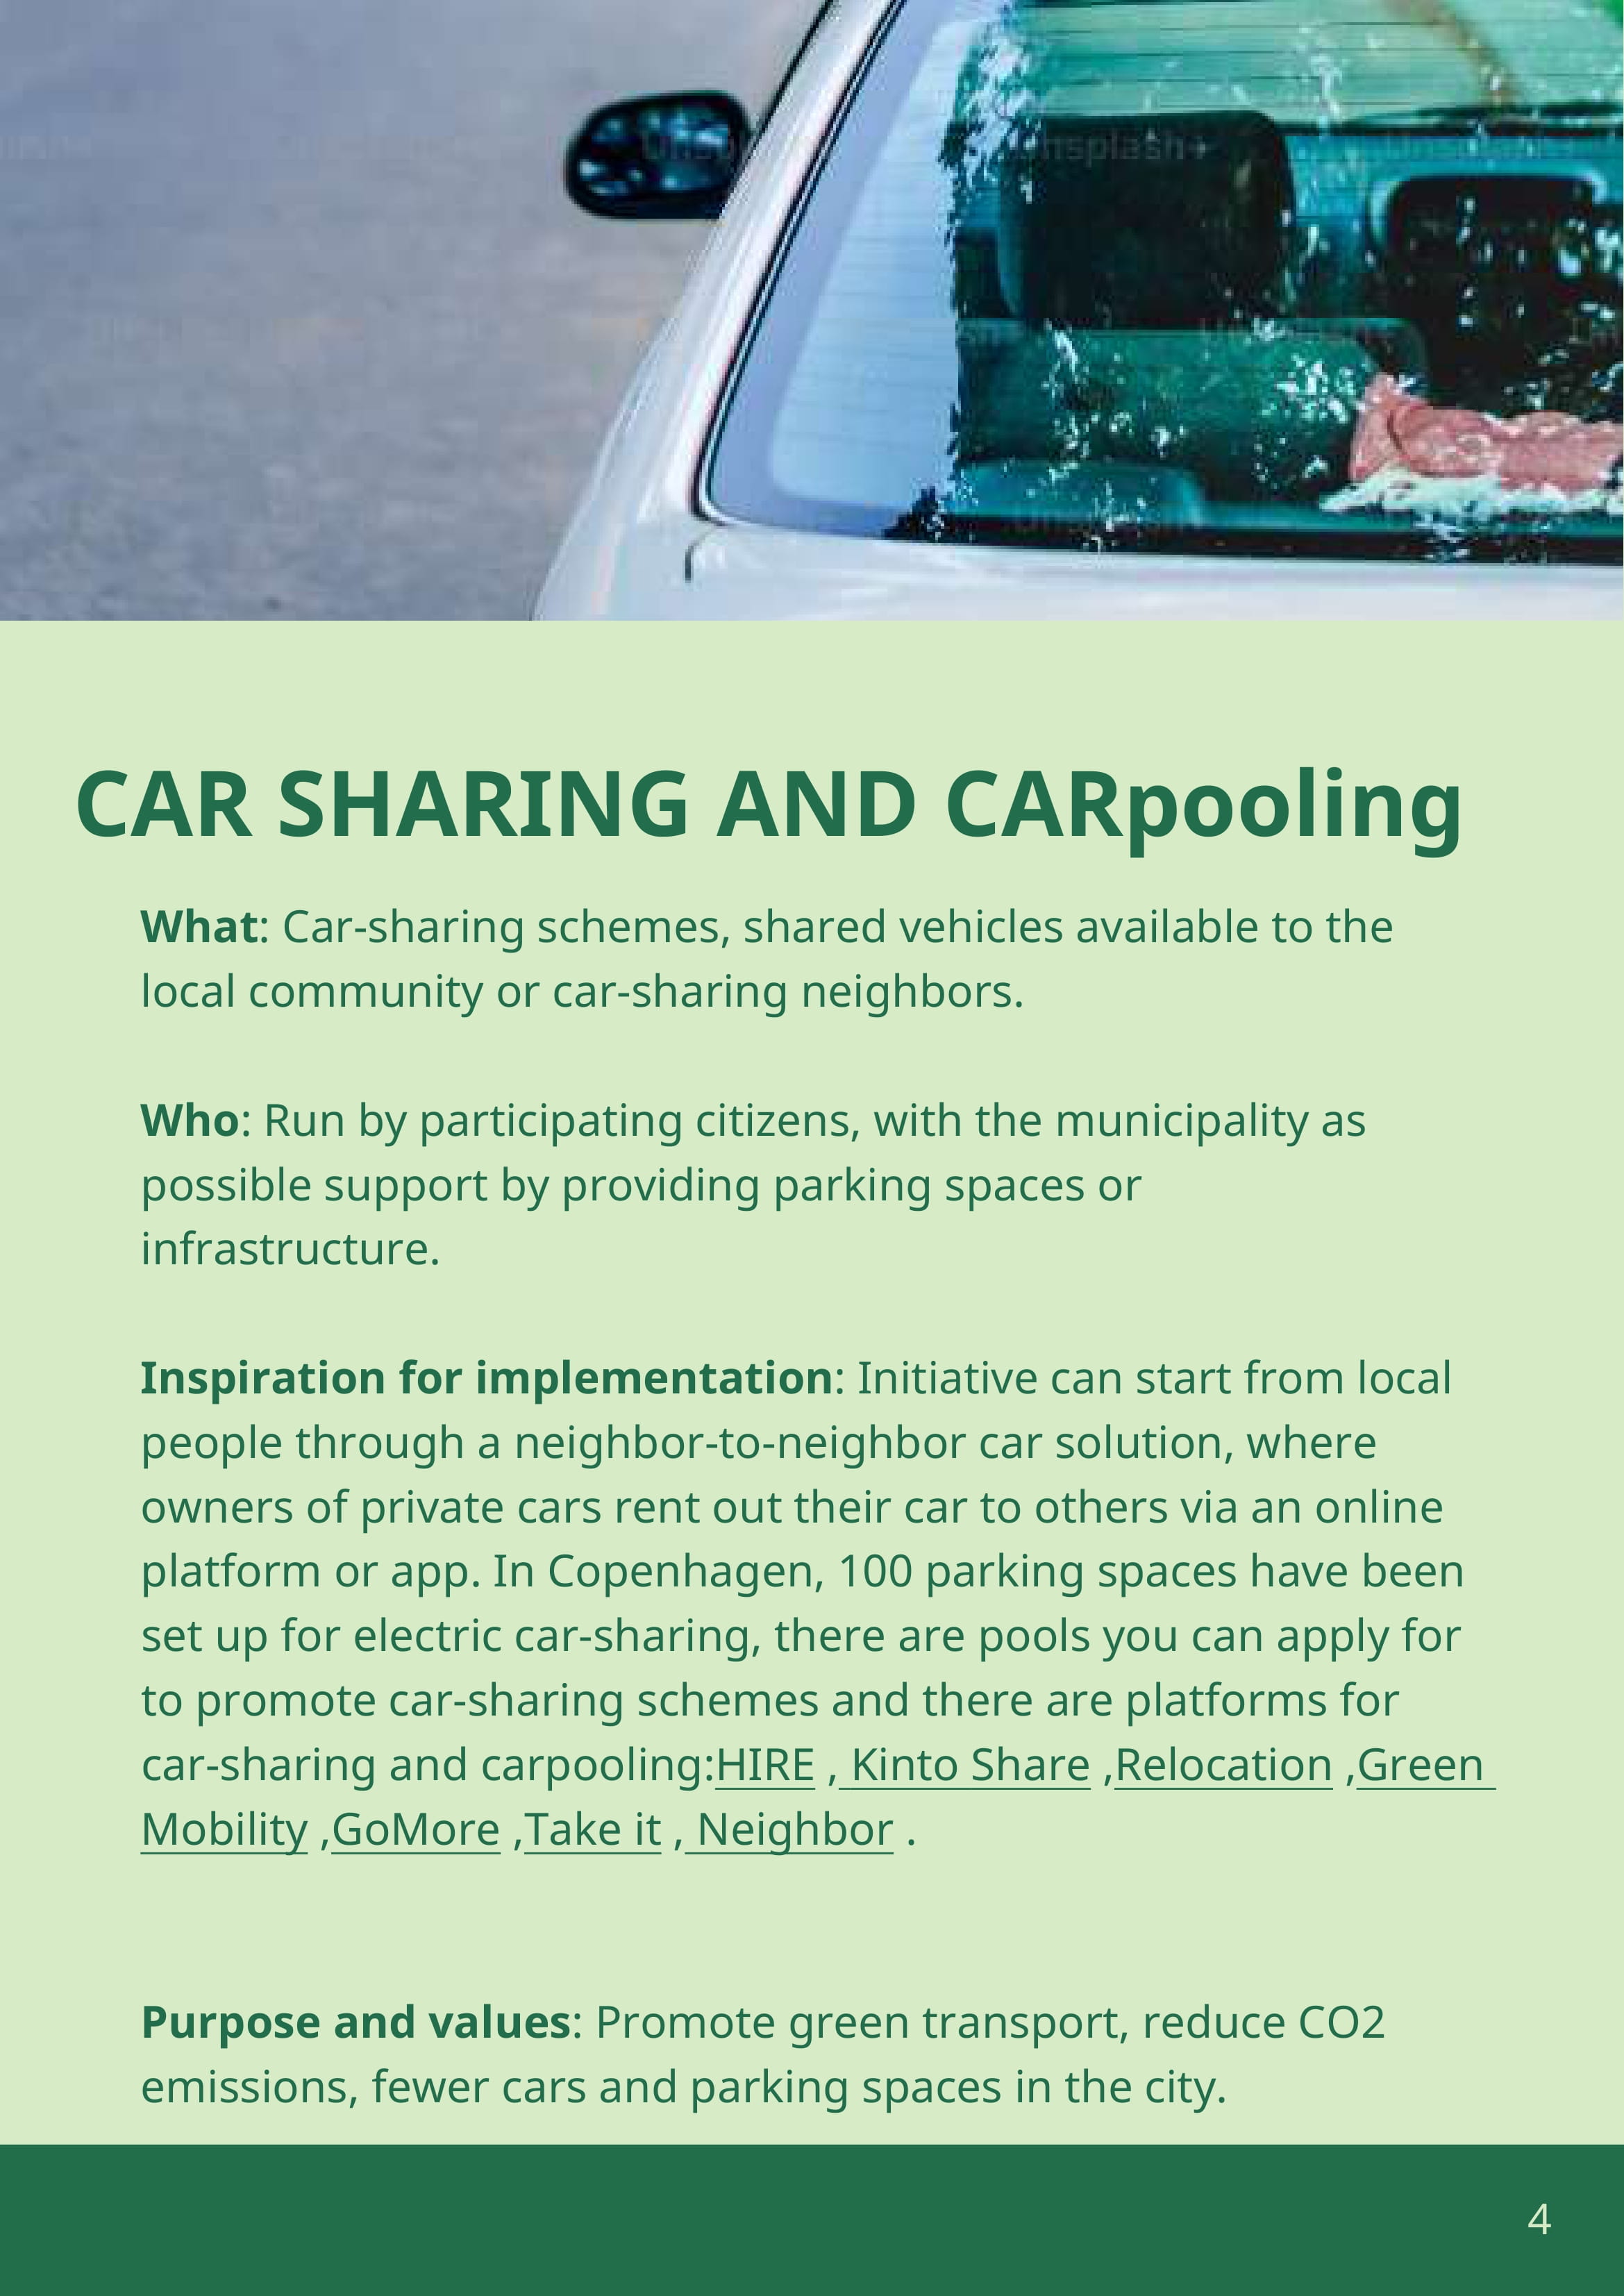 Unsplash+
CAR SHARING AND CARpooling
What: Car-sharing schemes, shared vehicles available to the
local community or car-sharing neighbors.
Who: Run by participating citizens, with the municipality as
possible support by providing parking spaces or
infrastructure.
Inspiration for implementation: Initiative can start from local
people through a neighbor-to-neighbor car solution, where
owners of private cars rent out their car to others via an online
platform or app. In Copenhagen, 100 parking spaces have been
set up for electric car-sharing, there are pools you can apply for
to promote car-sharing schemes and there are platforms for
car-sharing and carpooling:HIRE , Kinto Share ,Relocation ,Green
Mobility ,GoMore ,Take it , Neighbor .
Purpose and values: Promote green transport, reduce CO2
emissions, fewer cars and parking spaces in the city.
4